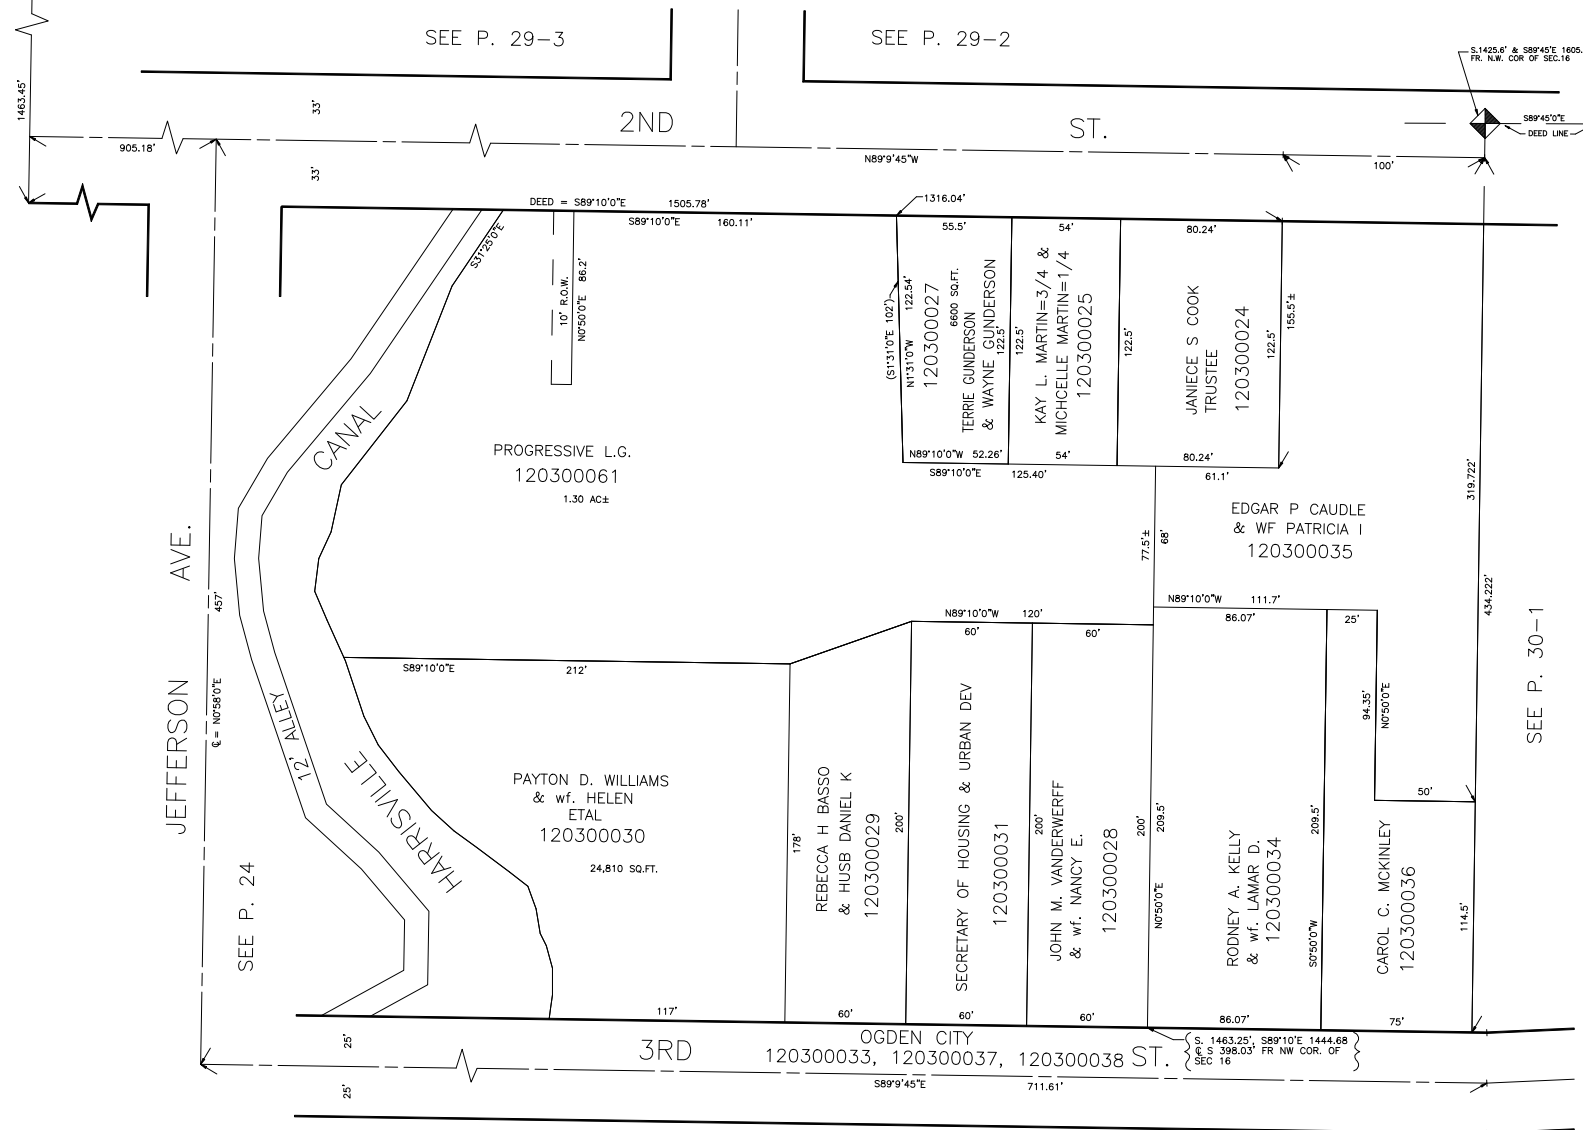 SEE P. 29-3
SEE P. 29-2
S.1425.6' & S89°45'E 1605.
FR. N.W. COR OF SEC.16
1463.45'
33'
2ND
ST.
S89°45'0"E
DEED LINE
905.18'
N89°9'45"W
100'
33'
DEED = S89°10'0"E 1505.78'
1316.04'
S89°10'0"E 160.11'
55.5'
54'
80.24'
S31°25'0"E
10' R.O.W.
N0°50'0"E 86.2'
(S1°31'0"E 102')
N1°31'0"W 122.54'
120300027
6600 SQ.FT.
TERRIE GUNDERSON
& WAYNE GUNDERSON
122.5'
122.5'
KAY L. MARTIN=3/4 &
MICHCELLE MARTIN=1/4
120300025
122.5'
JANIECE S COOK
TRUSTEE
120300024
122.5'
155.5'±
CANAL
PROGRESSIVE L.G.
120300061
1.30 AC±
N89°10'0"W 52.26'
54'
80.24'
S89°10'0"E 125.40'
61.1'
319.722'
EDGAR P CAUDLE
& WF PATRICIA I
120300035
77.5'±
68'
JEFFERSON AVE.
457'
℄= N0°58'0"E
434.222'
SEE P. 30-1
N89°10'0"W 111.7'
N89°10'0"W 120'
86.07'
25'
60'
60'
S89°10'0"E
212'
12' ALLEY
HARRISVILLE
94.35'
N0°50'0"E
50'
PAYTON D. WILLIAMS
& wf. HELEN
ETAL
120300030
24,810 SQ.FT.
178'
REBECCA H BASSO
& HUSB DANIEL K
120300029
200'
SECRETARY OF HOUSING & URBAN DEV
120300031
200'
JOHN M. VANDERWERFF
& wf. NANCY E.
120300028
200'
209.5'
N0°50'0"E
RODNEY A. KELLY
& wf. LAMAR D.
120300034
209.5'
S0°50'0"W
CAROL C. MCKINLEY
120300036
114.5'
SEE P. 24
117'
60'
60'
60'
86.07'
75'
25'
3RD
OGDEN CITY
120300033, 120300037, 120300038
ST.
S. 1463.25', S89°10'E 1444.68
℄ S 398.03' FR NW COR. OF
SEC 16
S89°9'45"E
711.61'
25'